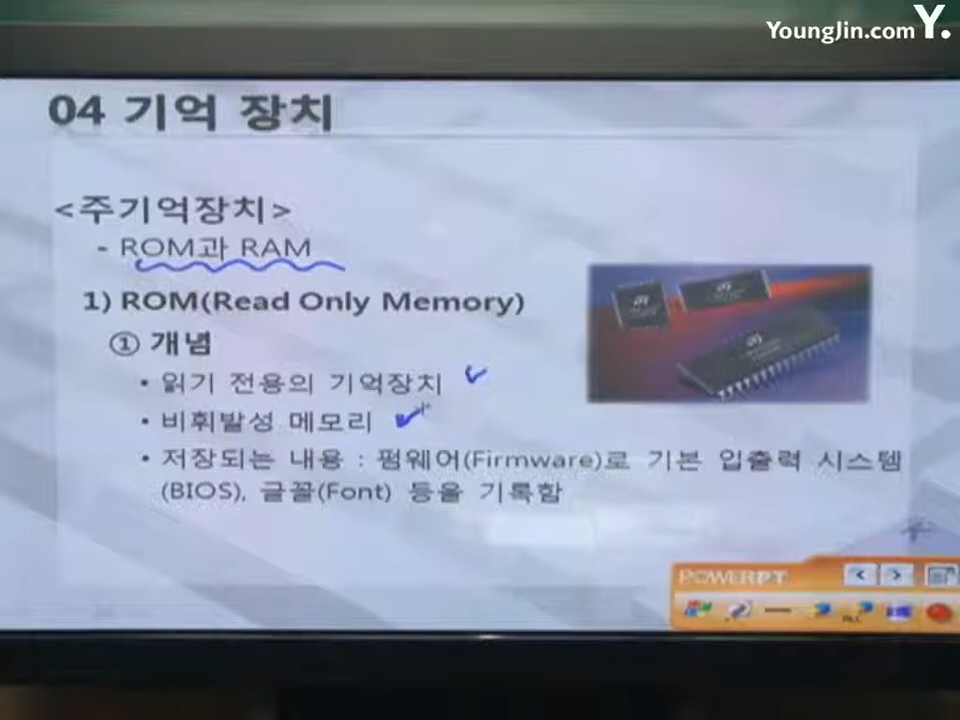 YoungJin.com Y.
04 기억 장치
<주기억장치>
- ROM과 RAM
1) ROM(Read Only Memory)
① 개념
• 읽기 전용의 기억장치
• 비휘발성 메모리
• 저장되는 내용 : 펌웨어(Firmware)로 기본 입출력 시스템
(BIOS), 글꼴(Font) 등을 기록함
POWERPT